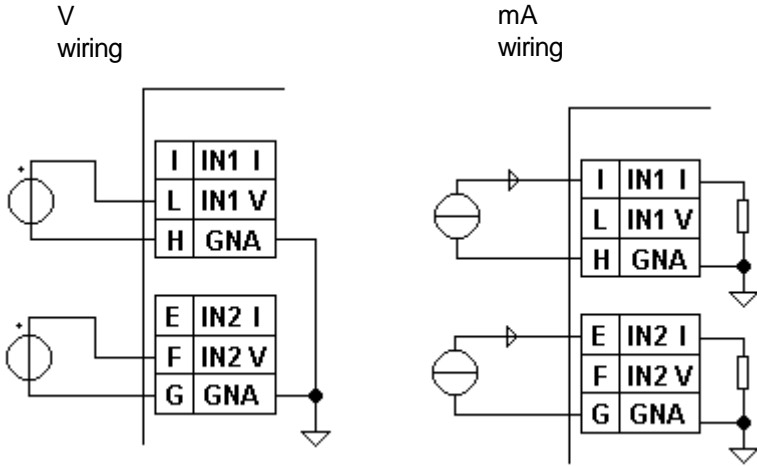 V
wiring
mA
wiring
I IN1 I
L IN1 V
H GNA
E IN2 I
F IN2 V
G GNA
I IN1 I
L IN1 V
H GNA
E IN2 I
F IN2 V
G GNA